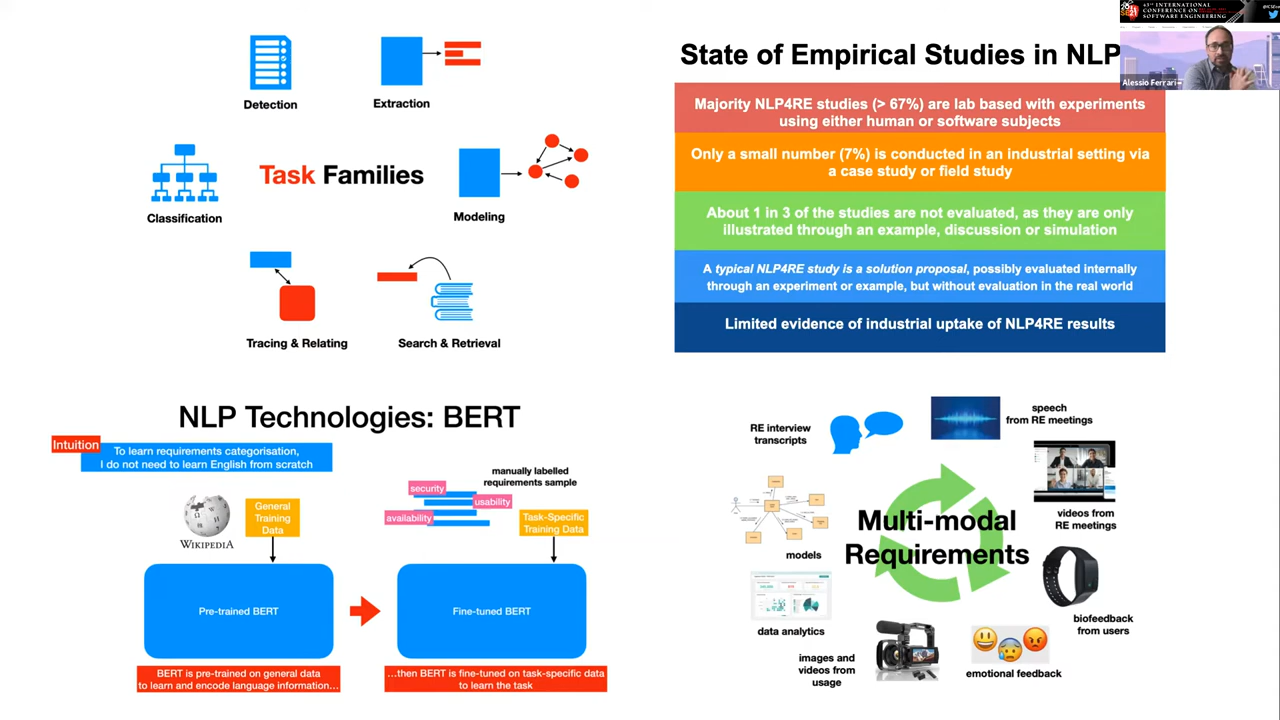 Detection
Extraction
Task Families
Classification
Modeling
Tracing & Relating
Search & Retrieval
State of Empirical Studies in NLP
Majority NLP4RE studies (> 67%) are lab based with experiments
using either human or software subjects
Only a small number (7%) is conducted in an industrial setting via
a case study or field study
About 1 in 3 of the studies are not evaluated, as they are only
illustrated through an example, discussion or simulation
A typical NLP4RE study is a solution proposal, possibly evaluated internally
through an experiment or example, but without evaluation in the real world
Limited evidence of industrial uptake of NLP4RE results
INTERNATIONAL
CONFERENCE ON
SOFTWARE ENGINEERING
Alessio Ferrari
NLP Technologies: BERT
Intuition
To learn requirements categorisation,
I do not need to learn English from scratch
WIKIPEDIA
General
Training
Data
manually labelled
requirements sample
security
usability
availability
Task-Specific
Training Data
Pre-trained BERT
Fine-tuned BERT
BERT is pre-trained on general data
to learn and encode language information...
...then BERT is fine-tuned on task-specific data
to learn the task
RE interview
transcripts
speech
from RE meetings
videos from
RE meetings
Multi-modal
Requirements
models
data analytics
biofeedback
from users
images and
videos from
usage
emotional feedback